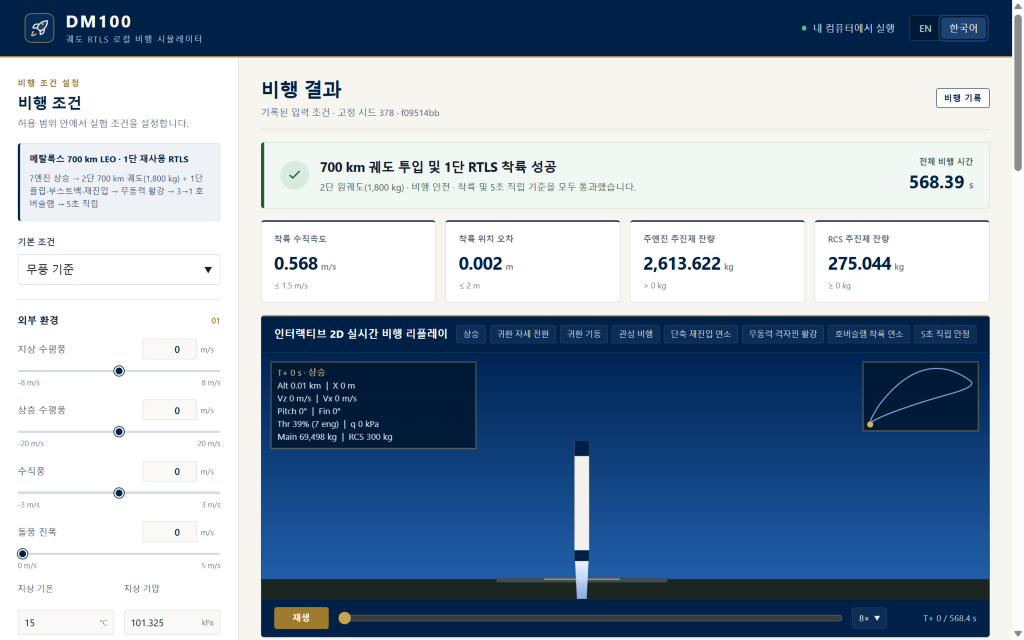 DM100
궤도 RTLS 로컬 비행 시뮬레이터
내 컴퓨터에서 실행
EN
한국어
비행 조건 설정
비행 조건
허용 범위 안에서 실험 조건을 설정합니다.
메탈록스 700 km LEO · 1단 재사용 RTLS
7엔진 상승 → 2단 700 km 궤도(1,800 kg) + 1단
플립·부스트백·재진입 → 무동력 활강 → 3→1 호
버슬램 → 5초 직립
기본 조건
무풍 기준
외부 환경
01
지상 수평풍
0 m/s
-8 m/s
8 m/s
상층 수평풍
0 m/s
-20 m/s
20 m/s
수직풍
0 m/s
-3 m/s
3 m/s
돌풍 진폭
0 m/s
0 m/s
5 m/s
지상 기온
지상 기압
15 °C
101.325 kPa
비행 결과
기록된 입력 조건 · 고정 시드 378 · f09514bb
비행 기록
700 km 궤도 투입 및 1단 RTLS 착륙 성공
2단 원궤도(1,800 kg) · 비행 안전 · 착륙 및 5초 직립 기준을 모두 통과했습니다.
전체 비행 시간
568.39 s
착륙 수직속도
0.568 m/s
≤ 1.5 m/s
착륙 위치 오차
0.002 m
≤ 2 m
주엔진 추진제 잔량
2,613.622 kg
> 0 kg
RCS 추진제 잔량
275.044 kg
≥ 0 kg
인터랙티브 2D 실시간 비행 리플레이
상승
귀환 자세 전환
귀환 기동
관성 비행
단축 재진입 연소
무동력 격자핀 활강
호버슬램 착륙 연소
5초 직립 안정
T+ 0 s · 상승
Alt 0.01 km | X 0 m
Vz 0 m/s | Vx 0 m/s
Pitch 0° | Fin 0°
Thr 39% (7 eng) | q 0 kPa
Main 69,498 kg | RCS 300 kg
재생
8×
T+ 0 / 568.4 s